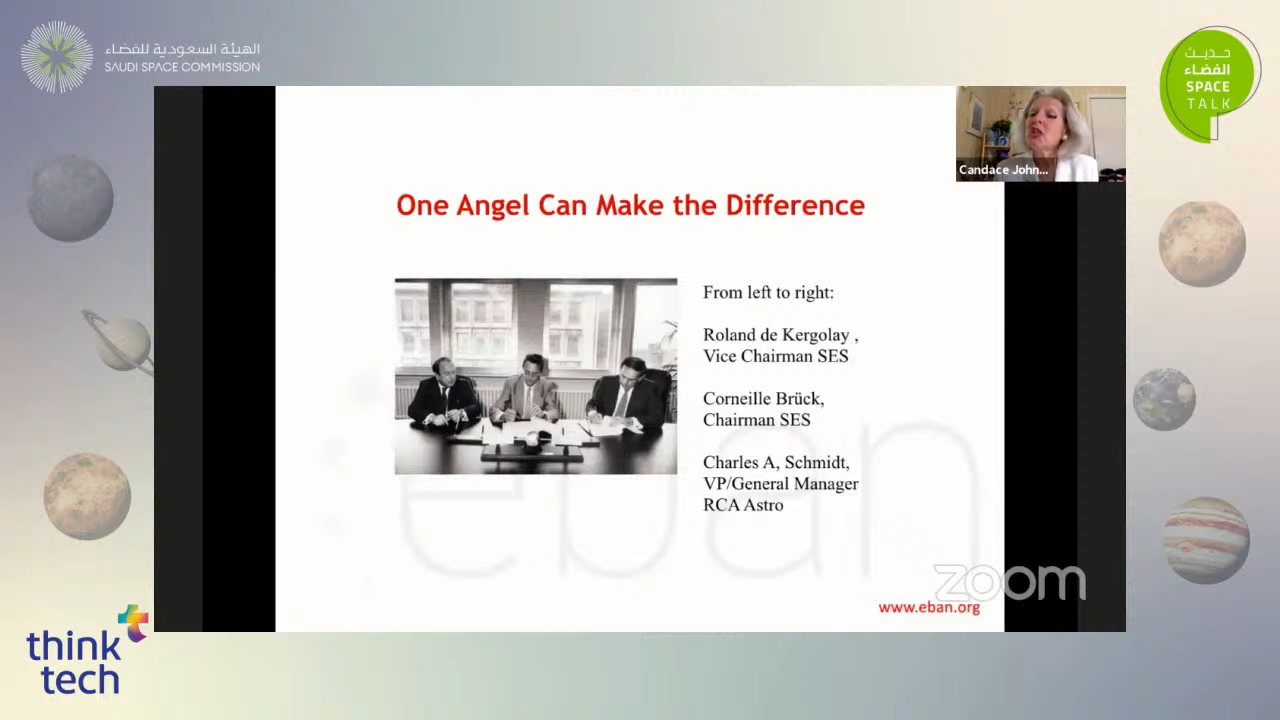 الهيئة السعودية للفضاء
SAUDI SPACE COMMISSION
حديث
الفضاء
SPACE
TALK
Candace John...
One Angel Can Make the Difference
From left to right:
Roland de Kergolay ,
Vice Chairman SES
Corneille Brück,
Chairman SES
Charles A, Schmidt,
VP/General Manager
RCA Astro
eban
zoom
www.eban.org
think
tech